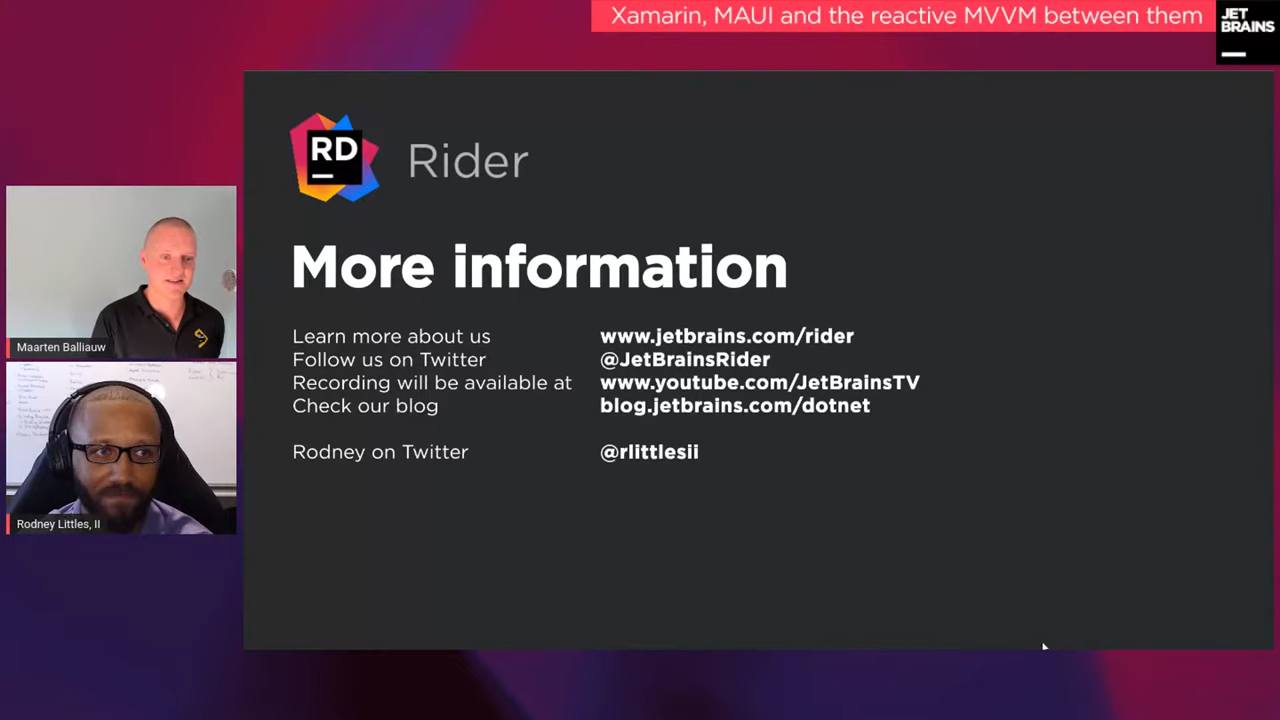 Xamarin, MAUI and the reactive MVVM between them
JET
BRAINS
RD
Rider
More information
Learn more about us www.jetbrains.com/rider
Follow us on Twitter @JetBrainsRider
Recording will be available at www.youtube.com/JetBrainsTV
Check our blog blog.jetbrains.com/dotnet
Rodney on Twitter @rlittlesii
Maarten Balliauw
Rodney Littles, II